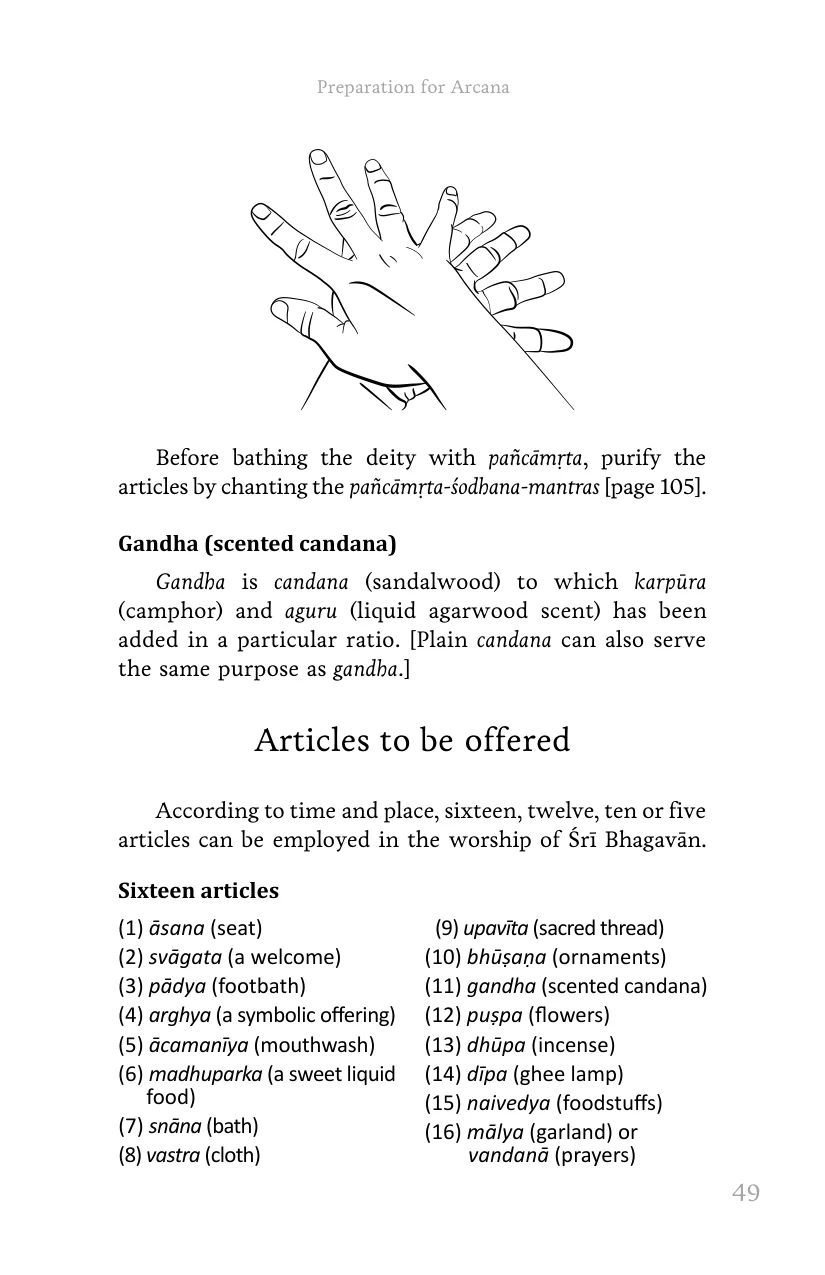 Preparation for Arcana
Before bathing the deity with pañcāmṛta, purify the
articles by chanting the pañcāmṛta-śodhana-mantras [page 105].
Gandha (scented candana)
Gandha is candana (sandalwood) to which karpūra
(camphor) and aguru (liquid agarwood scent) has been
added in a particular ratio. [Plain candana can also serve
the same purpose as gandha.]
Articles to be offered
According to time and place, sixteen, twelve, ten or five
articles can be employed in the worship of Śrī Bhagavān.
Sixteen articles
(1) āsana (seat)
(2) svāgata (a welcome)
(3) pādya (footbath)
(4) arghya (a symbolic offering)
(5) ācamanīya (mouthwash)
(6) madhuparka (a sweet liquid
food)
(7) snāna (bath)
(8) vastra (cloth)
(9) upavīta (sacred thread)
(10) bhūṣaṇa (ornaments)
(11) gandha (scented candana)
(12) puṣpa (flowers)
(13) dhūpa (incense)
(14) dīpa (ghee lamp)
(15) naivedya (foodstuffs)
(16) mālya (garland) or
vandanā (prayers)
49